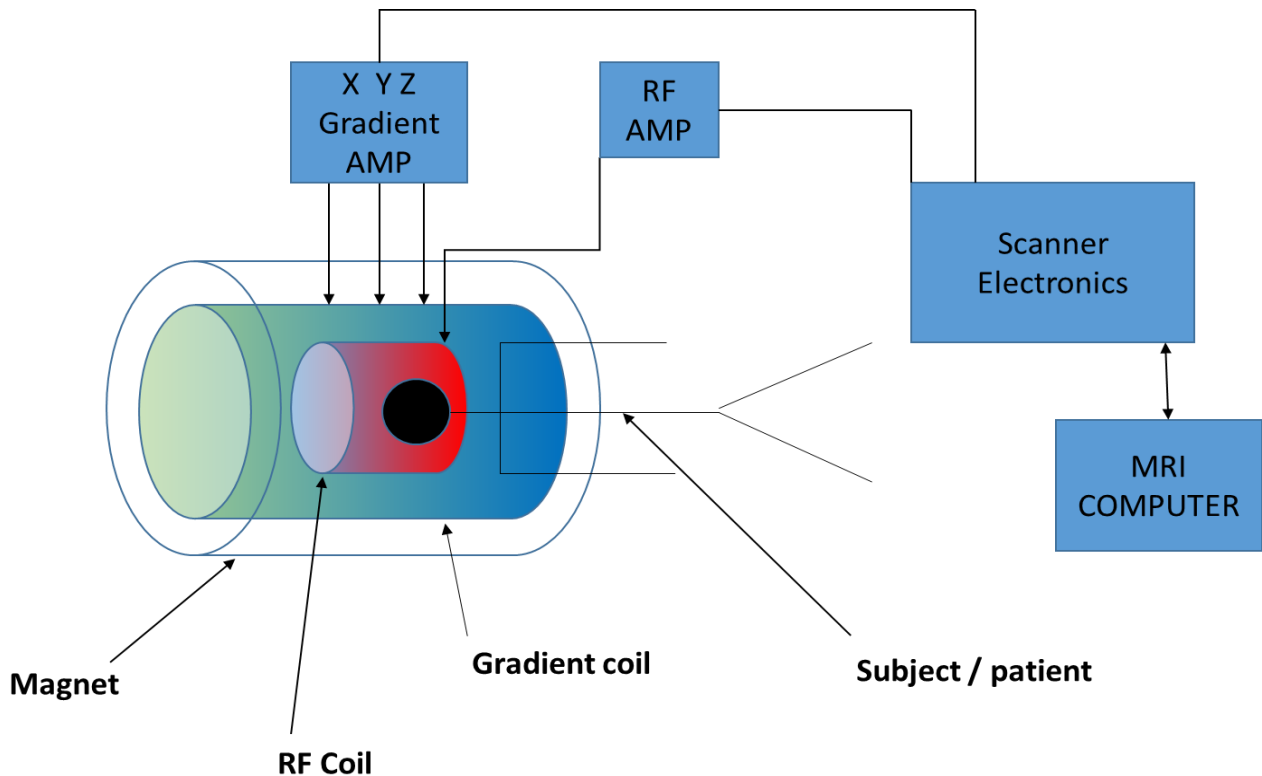 X Y Z
Gradient
AMP
RF
AMP
Scanner
Electronics
MRI
COMPUTER
Gradient coil
Subject / patient
Magnet
RF Coil